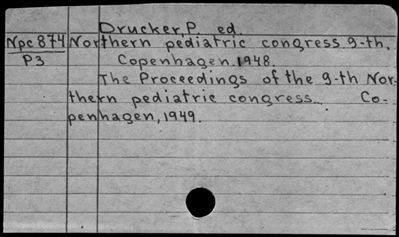 Drucker, P. ed.
Npc 874 Northern pediatric congress. 9-th.
P3 Copenhagen. 1948.
The Proceedings of the 9-th Nor-
thern pediatric congress... Co-
penhagen, 1949.